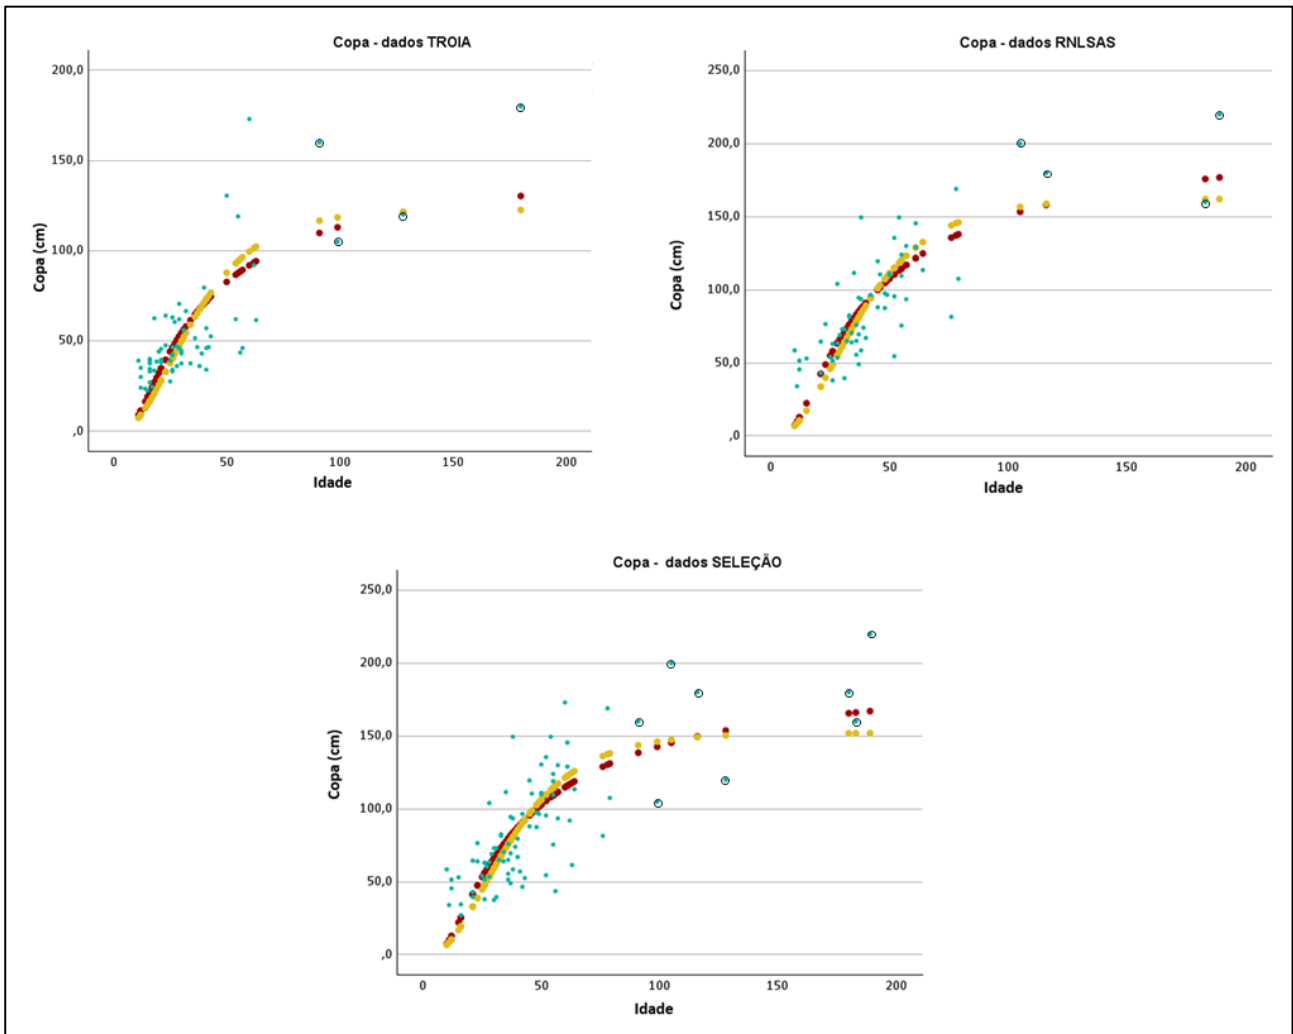 Copa - dados TROIA
200,0
150,0
100,0
50,0
,0
Copa (cm)
0 50 100 150 200
Idade
Copa - dados RNLSAS
250,0
200,0
150,0
100,0
50,0
,0
Copa (cm)
0 50 100 150 200
Idade
Copa - dados SELEÇÃO
250,0
200,0
150,0
100,0
50,0
,0
Copa (cm)
0 50 100 150 200
Idade